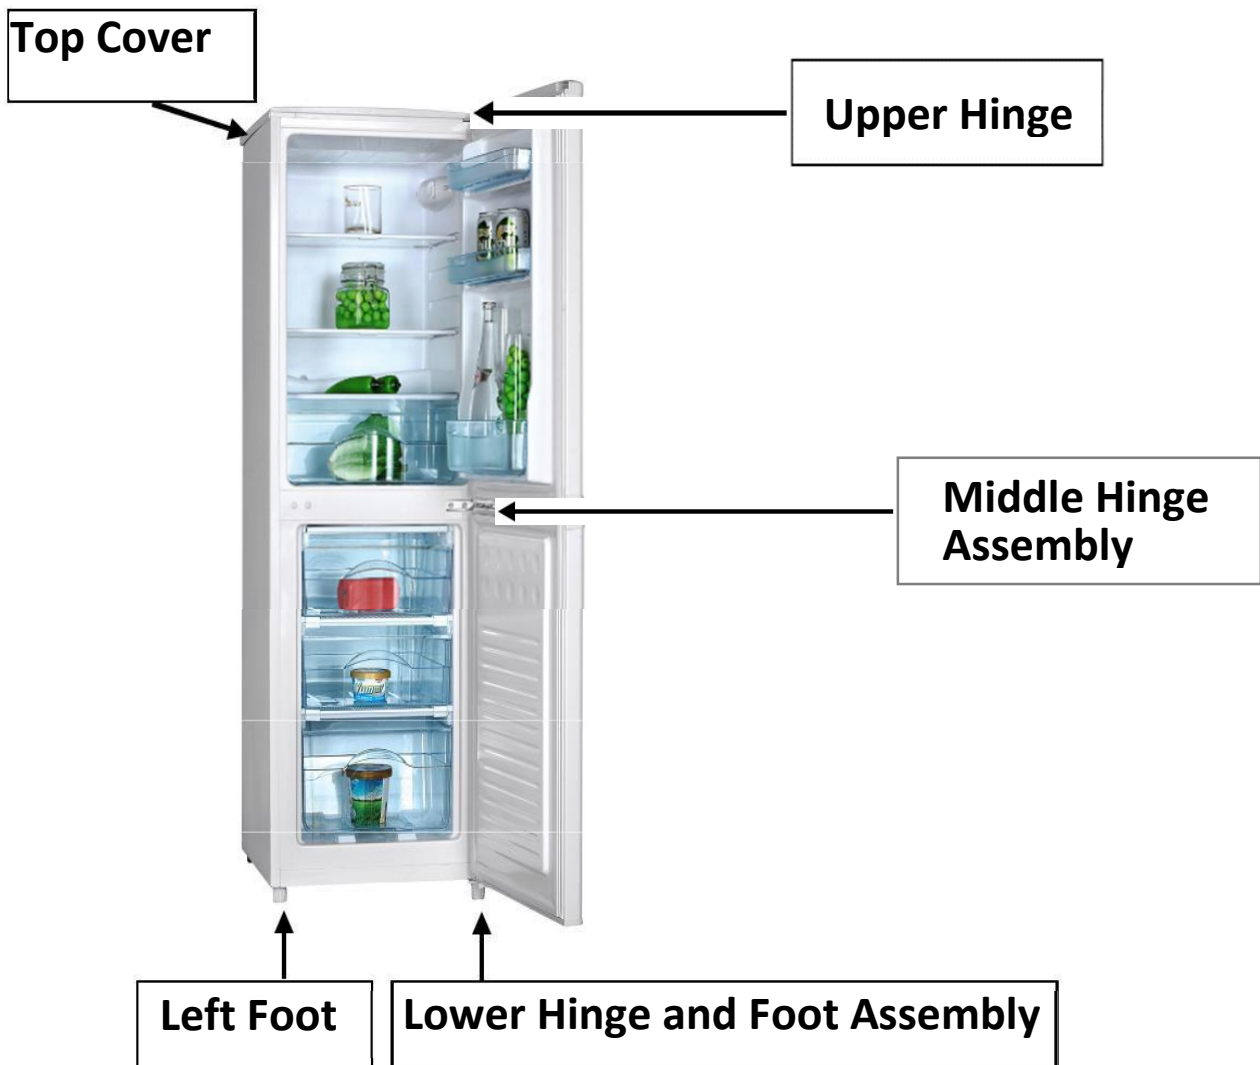 Top Cover
Upper Hinge
Middle Hinge
Assembly
Left Foot
Lower Hinge and Foot Assembly